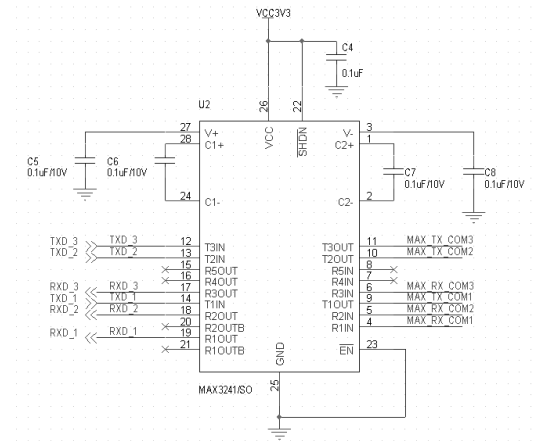 VCC3V3
C4
0.1uF
U2
26
22
VCC
SHDN
27
V+
V-
3
28
C1+
C2+
1
C5
0.1uF/10V
C6
0.1uF/10V
C7
0.1uF/10V
C8
0.1uF/10V
24
C1-
C2-
2
TXD_3
TXD_3
12
T3IN
T3OUT
11
MAX_TX_COM3
TXD_2
TXD_2
13
T2IN
T2OUT
10
MAX_TX_COM2
15
R5OUT
R5IN
8
16
R4OUT
R4IN
7
RXD_3
RXD_3
17
R3OUT
R3IN
6
MAX_RX_COM3
TXD_1
TXD_1
14
T1IN
T1OUT
9
MAX_TX_COM1
RXD_2
RXD_2
18
R2OUT
R2IN
5
MAX_RX_COM2
20
R2OUTB
R1IN
4
MAX_RX_COM1
RXD_1
RXD_1
19
R1OUT
21
R1OUTB
EN
23
GND
25
MAX3241/SO